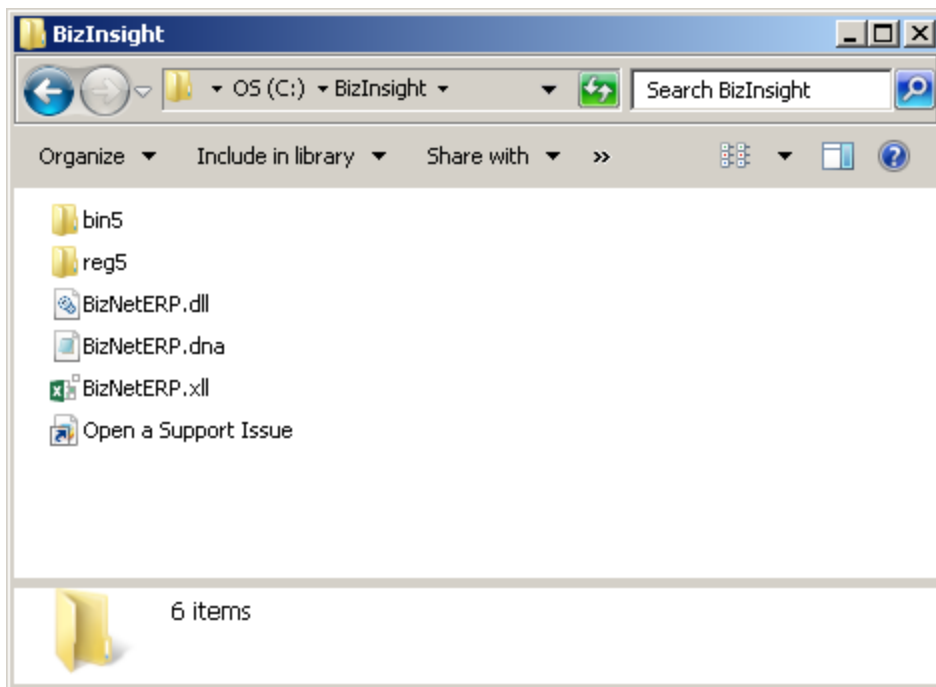 BizInsight
OS (C:) BizInsight Search BizInsight
Organize Include in library Share with »
bin5
reg5
BizNetERP.dll
BizNetERP.dna
BizNetERP.xll
Open a Support Issue
6 items